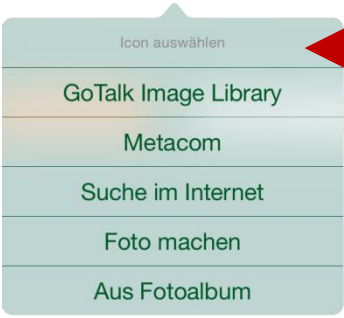 Icon auswählen
GoTalk Image Library
Metacom
Suche im Internet
Foto machen
Aus Fotoalbum